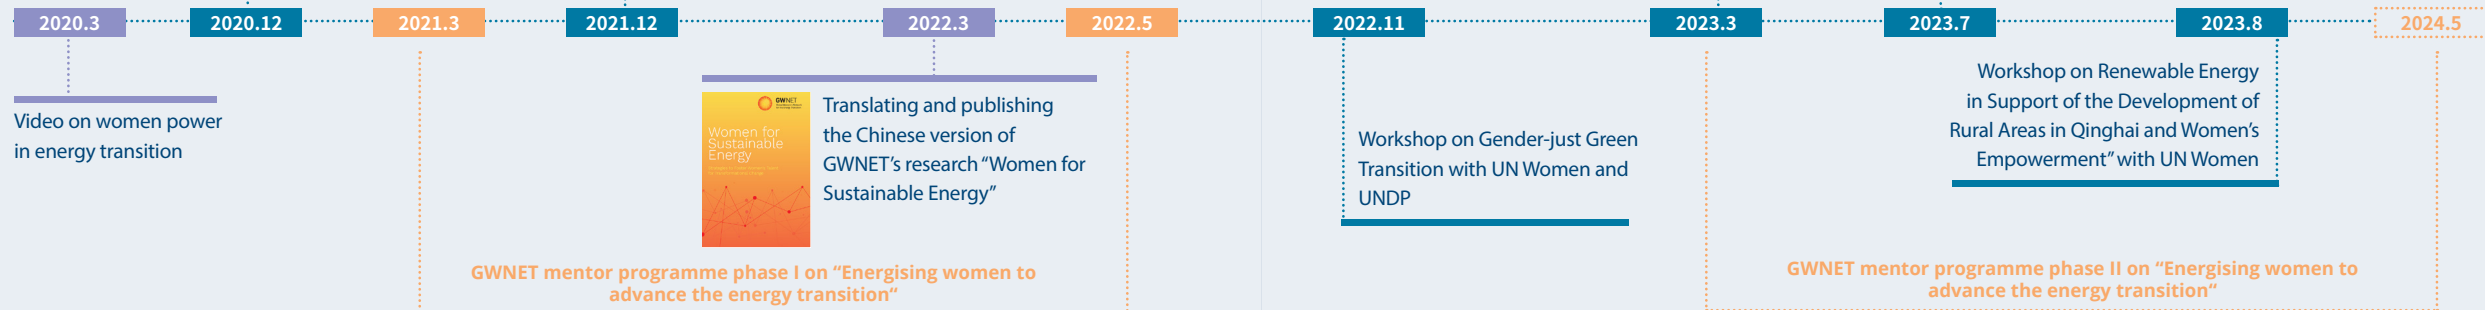 2020.3
2020.12
2021.3
2021.12
2022.3
2022.5
2022.11
2023.3
2023.7
2023.8
2024.5
Video on women power
in energy transition
GWNET
Women for
Sustainable
Energy
Translating and publishing
the Chinese version of
GWNET’s research “Women for
Sustainable Energy”
GWNET mentor programme phase I on “Energising women to
advance the energy transition“
Workshop on Gender-just Green
Transition with UN Women and
UNDP
Workshop on Renewable Energy
in Support of the Development of
Rural Areas in Qinghai and Women’s
Empowerment” with UN Women
GWNET mentor programme phase II on “Energising women to
advance the energy transition“